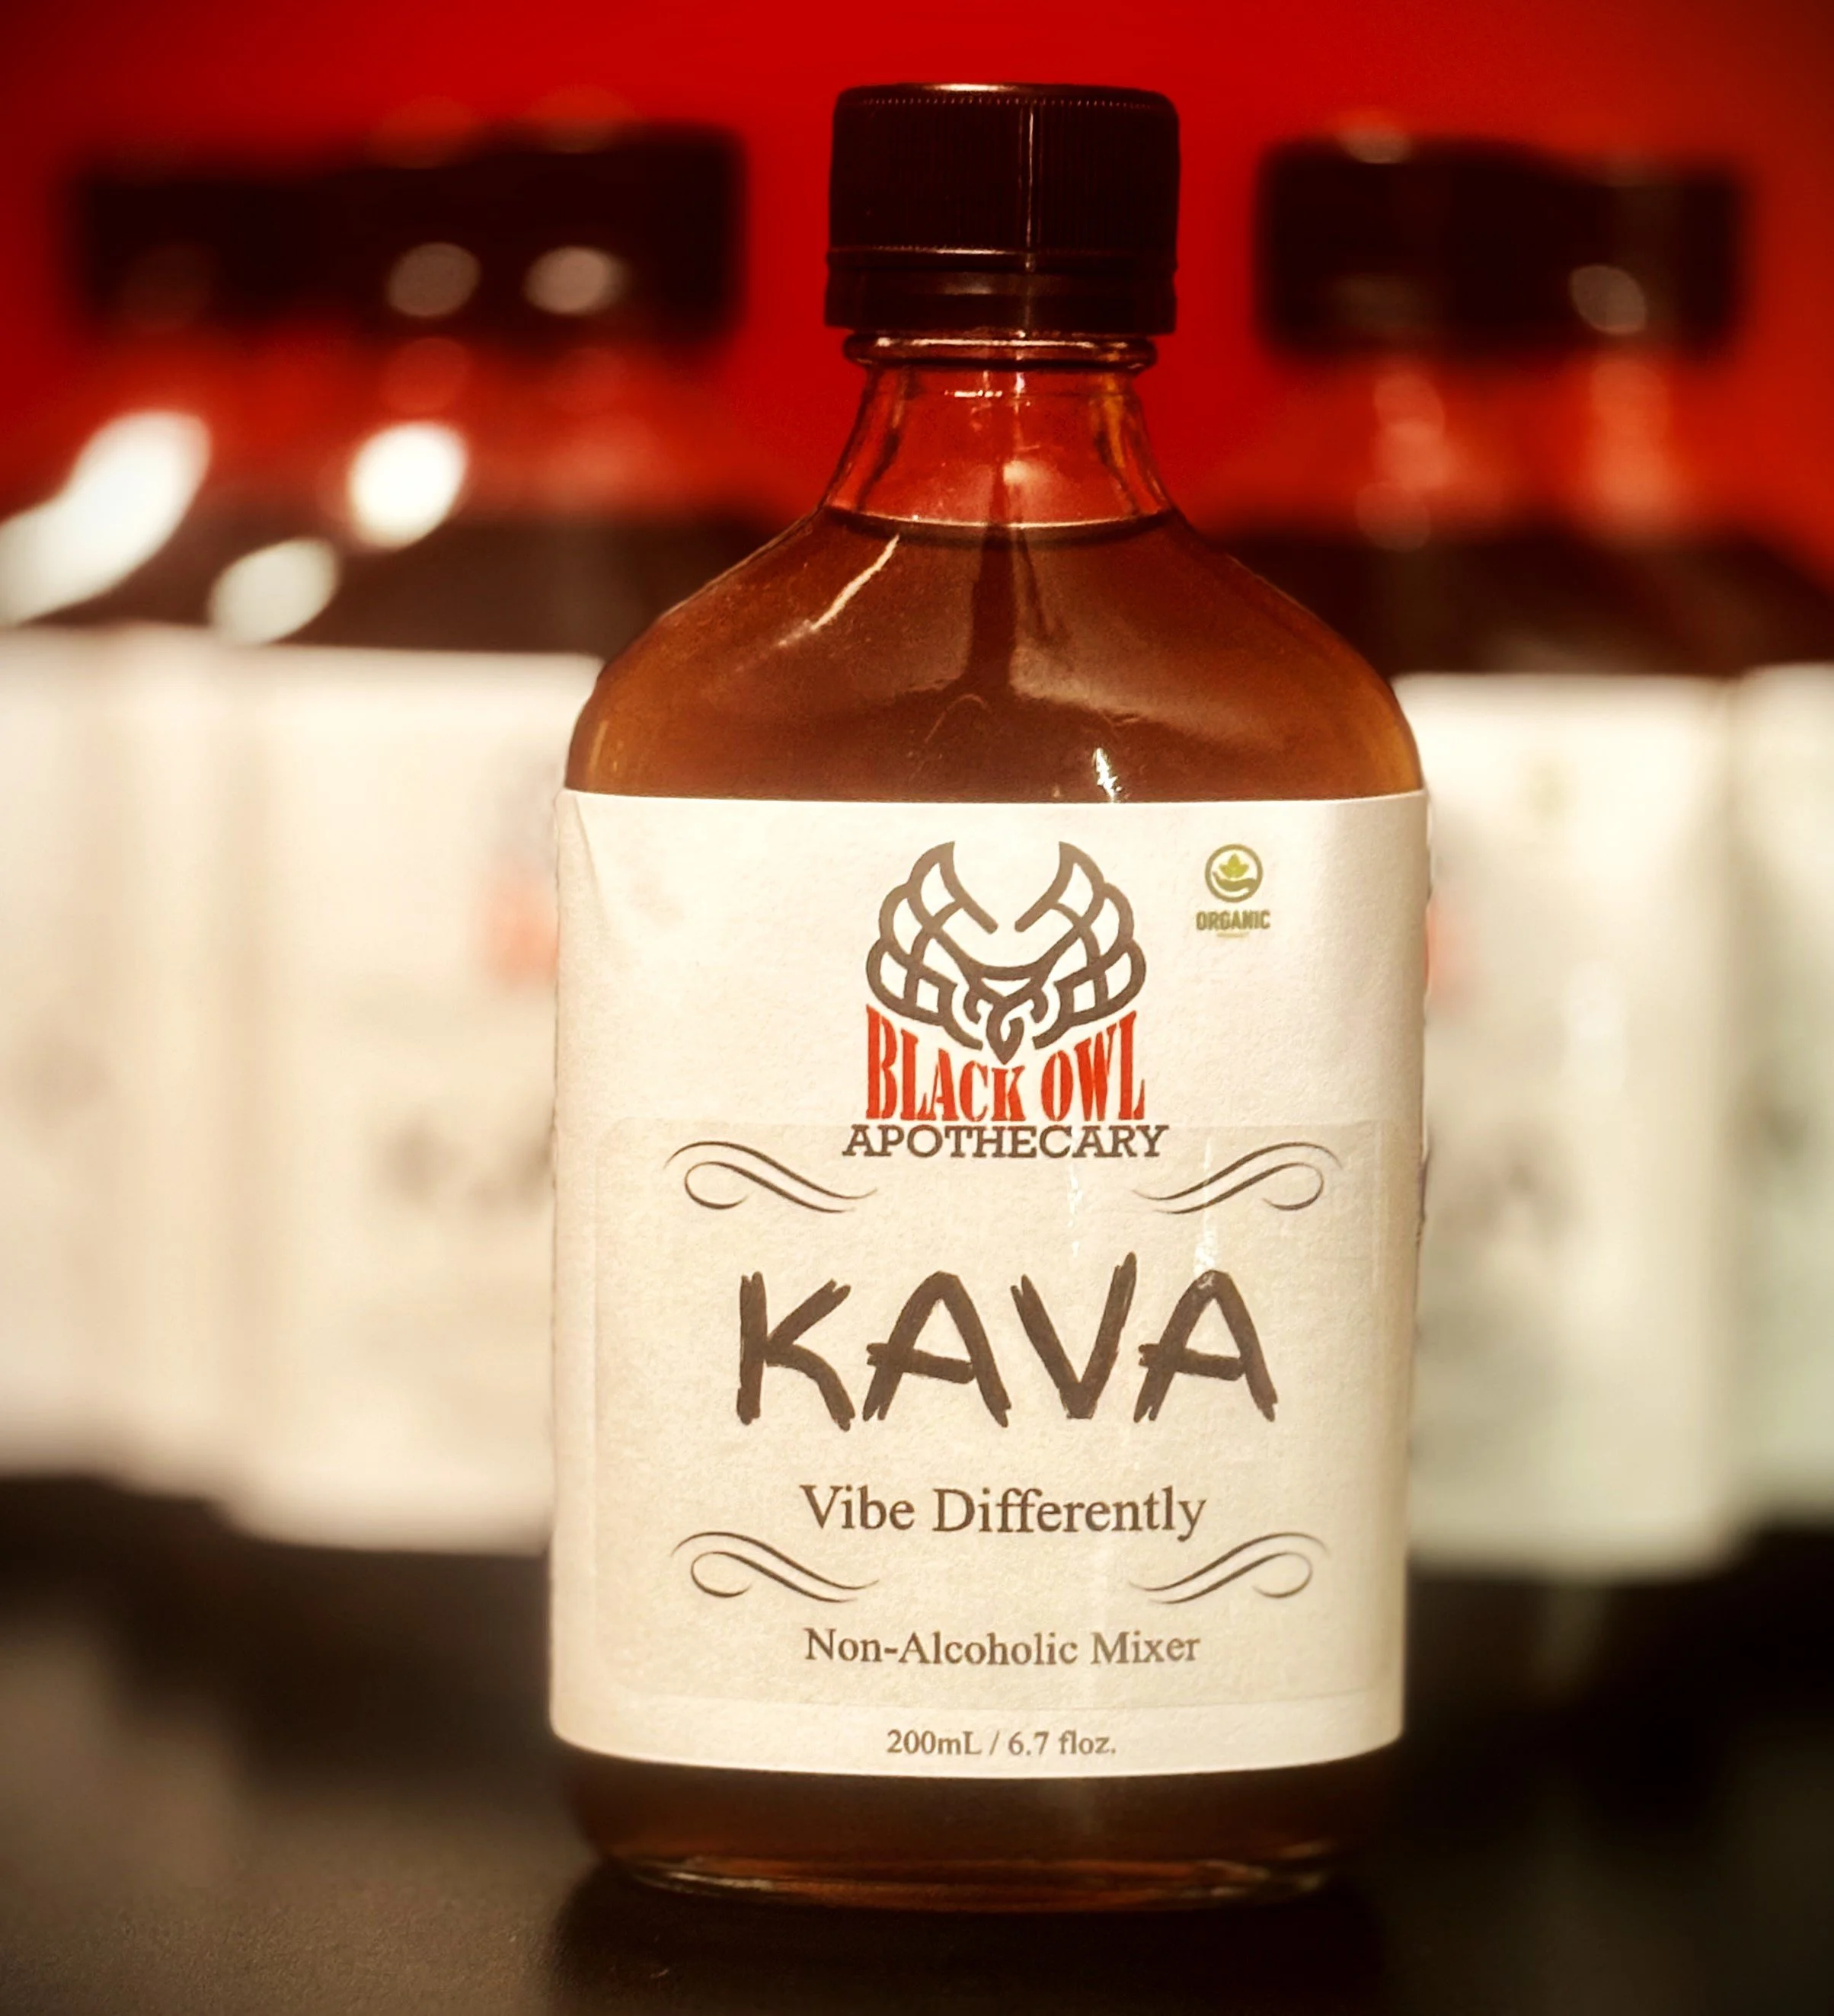 ORGANIC
BLACK OWL
APOTHECARY
KAVA
Vibe Differently
Non-Alcoholic Mixer
200mL / 6.7 floz.